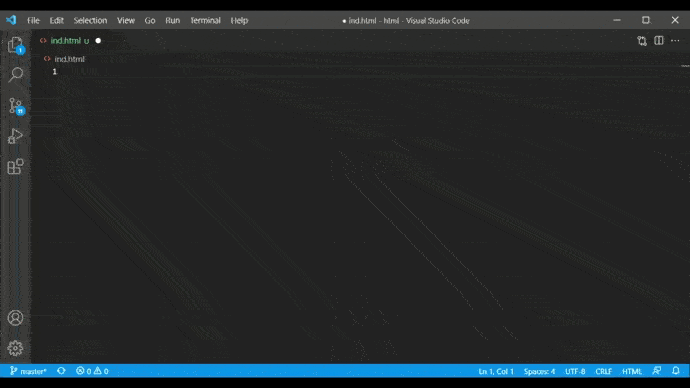 File Edit Selection View Go Run Terminal Help ● ind.html - html - Visual Studio Code
<> ind.html U ●
<> ind.html
1
1
11
master* 0 0 Ln 1, Col 1 Spaces: 4 UTF-8 CRLF HTML